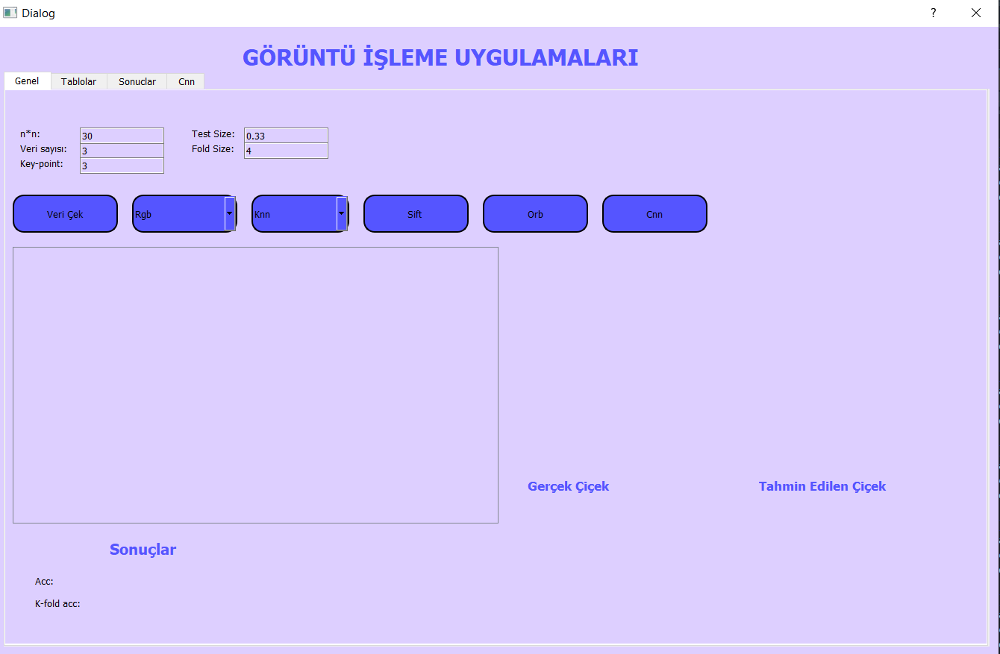 Dialog
?
GÖRÜNTÜ İŞLEME UYGULAMALARI
Genel Tablolar Sonuclar Cnn
n*n: 30 Test Size: 0.33
Veri sayısı: 3 Fold Size: 4
Key-point: 3
Veri Çek Rgb Knn Sift Orb Cnn
Gerçek Çiçek Tahmin Edilen Çiçek
Sonuçlar
Acc:
K-fold acc: